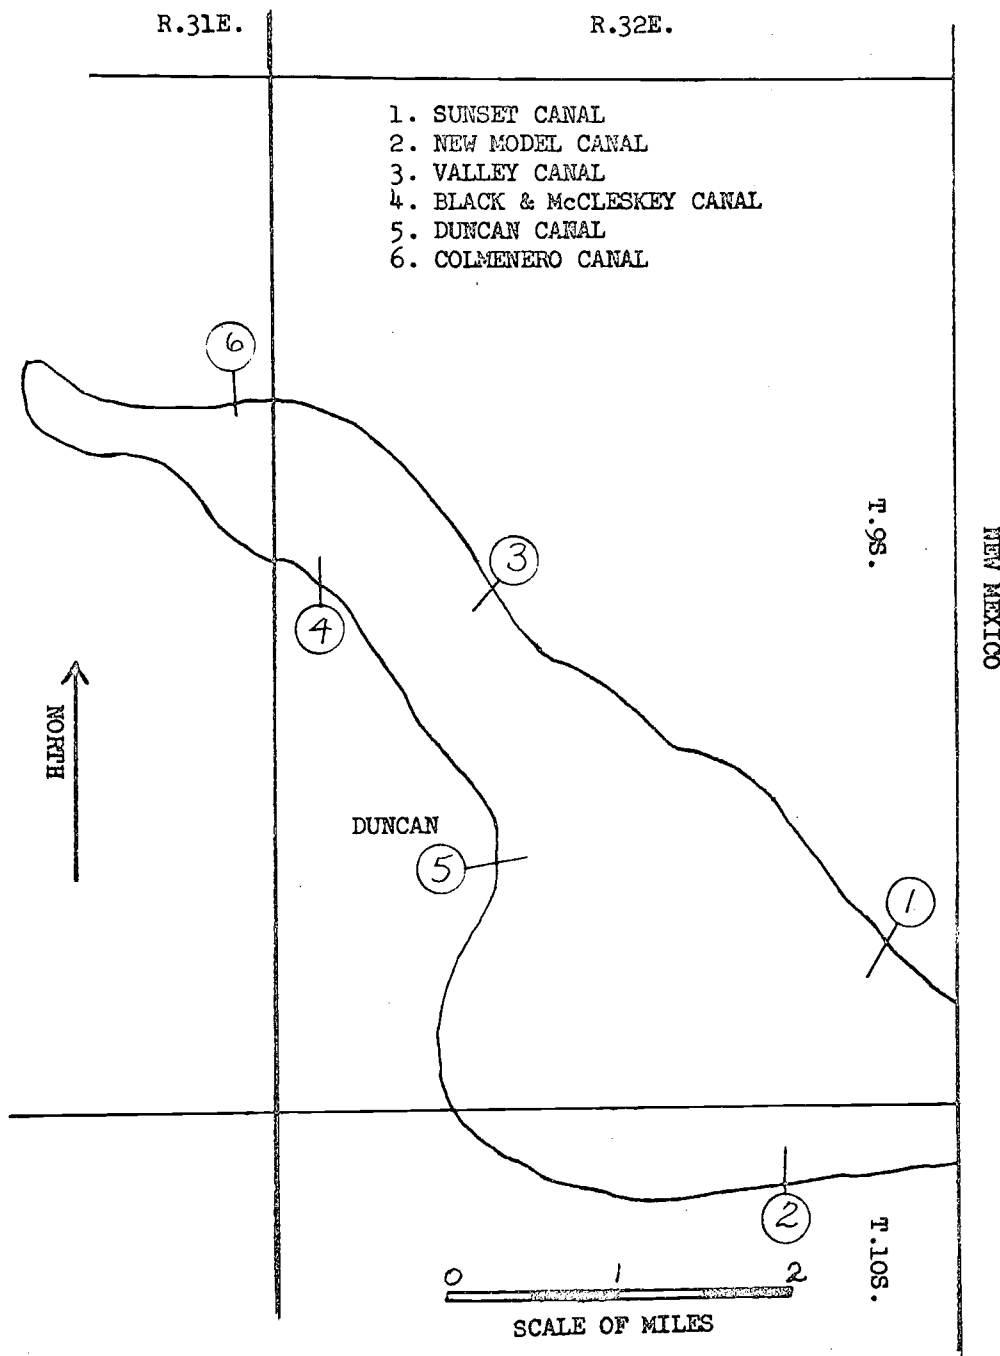 R.31E.
R.32E.
1. SUNSET CANAL
2. NEW MODEL CANAL
3. VALLEY CANAL
4. BLACK & McCLESKEY CANAL
5. DUNCAN CANAL
6. COLMENERO CANAL
6
3
T.9S.
NEW MEXICO
4
NORTH
DUNCAN
5
1
2
T.10S.
0 1 2
SCALE OF MILES